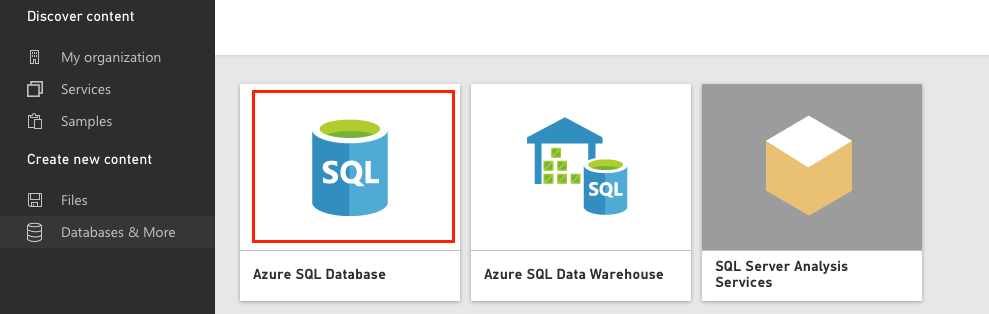 Discover content
My organization
Services
Samples
Create new content
Files
Databases & More
SQL
Azure SQL Database
SQL
Azure SQL Data Warehouse
SQL Server Analysis
Services